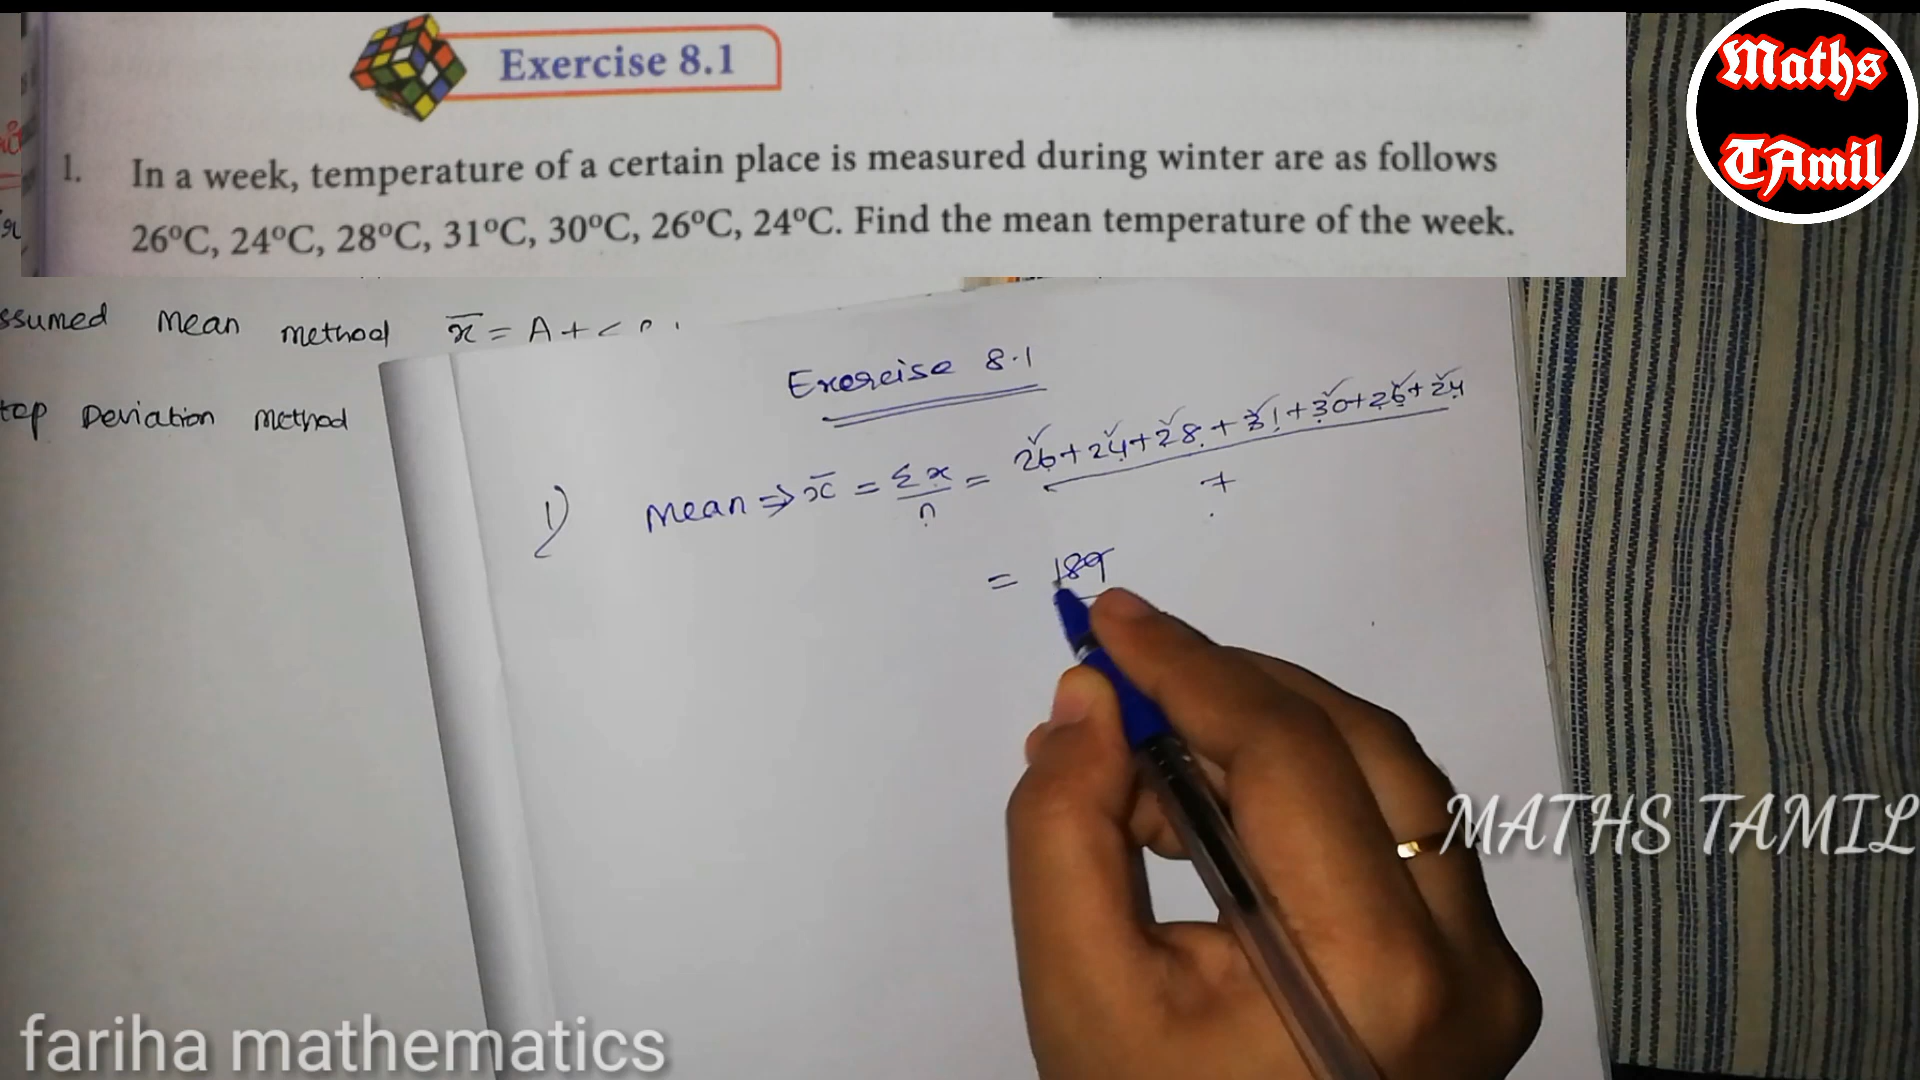 Exercise 8.1
Maths
TAmil
1. In a week, temperature of a certain place is measured during winter are as follows
26°C, 24°C, 28°C, 31°C, 30°C, 26°C, 24°C. Find the mean temperature of the week.
ssumed Mean method x̄ = A +
tep Deviation method
Exercise 8.1
1) Mean ⇒ x̄ = Σx/n = 26+24+28+31+30+26+24/7
= 189
MATHS TAMIL
fariha mathematics